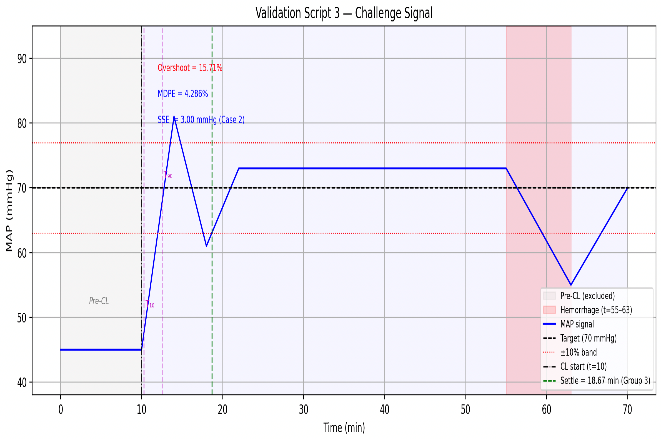 Validation Script 3 — Challenge Signal
MAP (mmHg)
90
80
70
60
50
40
Overshoot = 15.71%
MDPE = 4.286%
SSE = 3.00 mmHg (Case 2)
Pre-CL
Pre-CL (excluded)
Hemorrhage (t=55–63)
MAP signal
Target (70 mmHg)
±10% band
CL start (t=10)
Settle = 18.67 min (Group 3)
0
10
20
30
40
50
60
70
Time (min)